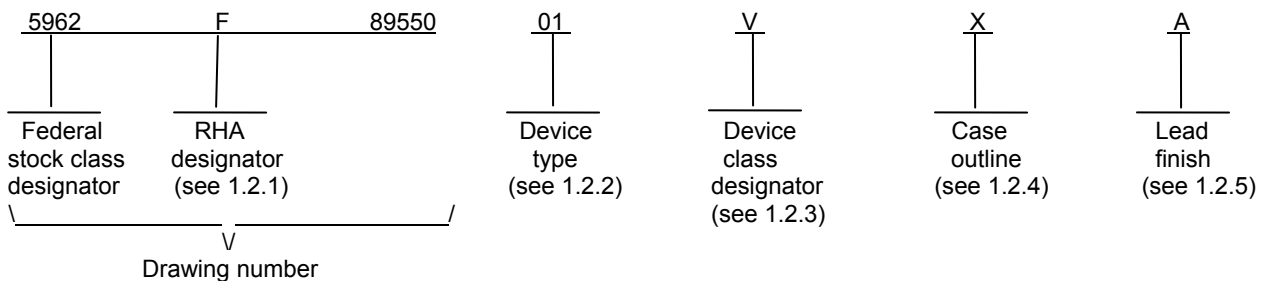 5962 F 89550 01 V X A
Federal RHA Device Device Case Lead
stock class designator type class outline finish
designator (see 1.2.1) (see 1.2.2) designator (see 1.2.4) (see 1.2.5)
(see 1.2.3)
\ /
\/
Drawing number